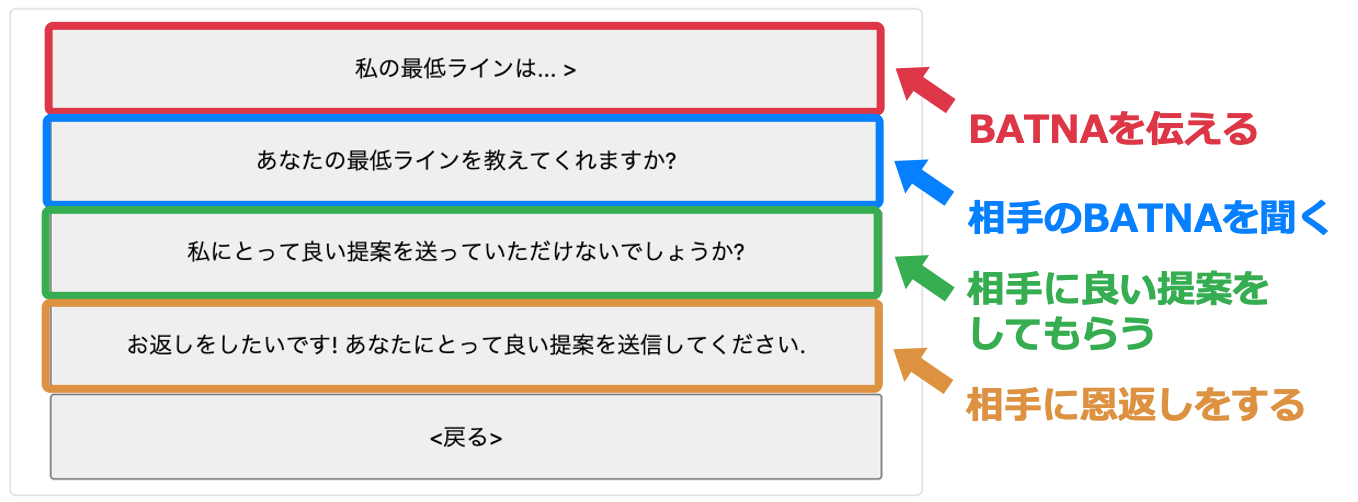 私の最低ラインは... >
BATNAを伝える
あなたの最低ラインを教えてくれますか?
相手のBATNAを聞く
私にとって良い提案を送っていただけないでしょうか?
相手に良い提案を
してもらう
お返しをしたいです! あなたにとって良い提案を送信してください.
相手に恩返しをする
<戻る>